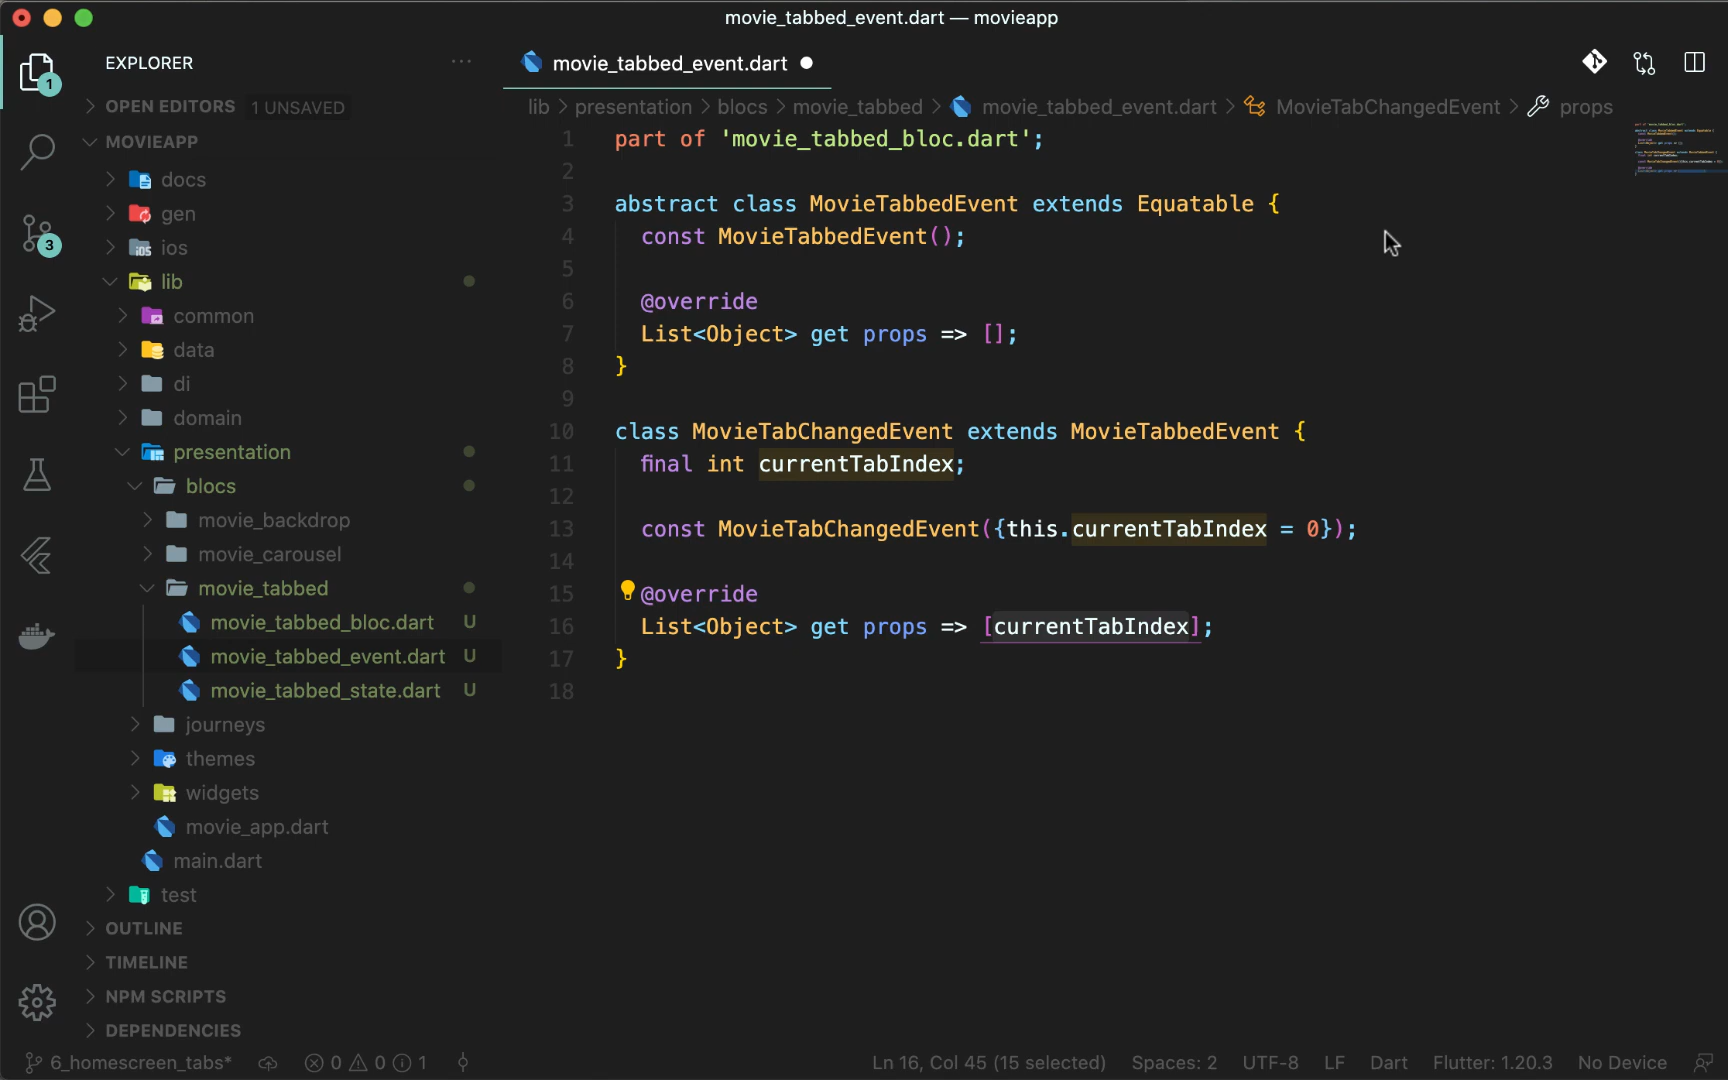 movie_tabbed_event.dart — movieapp
EXPLORER
movie_tabbed_event.dart
1
OPEN EDITORS 1 UNSAVED
lib > presentation > blocs > movie_tabbed > movie_tabbed_event.dart > MovieTabChangedEvent > props
MOVIEAPP
docs
gen
3
ios
lib
common
data
di
domain
presentation
blocs
movie_backdrop
movie_carousel
movie_tabbed
movie_tabbed_bloc.dart U
movie_tabbed_event.dart U
movie_tabbed_state.dart U
journeys
themes
widgets
movie_app.dart
main.dart
test
OUTLINE
TIMELINE
NPM SCRIPTS
DEPENDENCIES
1 part of 'movie_tabbed_bloc.dart';
2
3 abstract class MovieTabbedEvent extends Equatable {
4 const MovieTabbedEvent();
5
6 @override
7 List<Object> get props => [];
8 }
9
10 class MovieTabChangedEvent extends MovieTabbedEvent {
11 final int currentTabIndex;
12
13 const MovieTabChangedEvent({this.currentTabIndex = 0});
14
15 @override
16 List<Object> get props => [currentTabIndex];
17 }
18
6_homescreen_tabs* 0 0 1 Ln 16, Col 45 (15 selected) Spaces: 2 UTF-8 LF Dart Flutter: 1.20.3 No Device